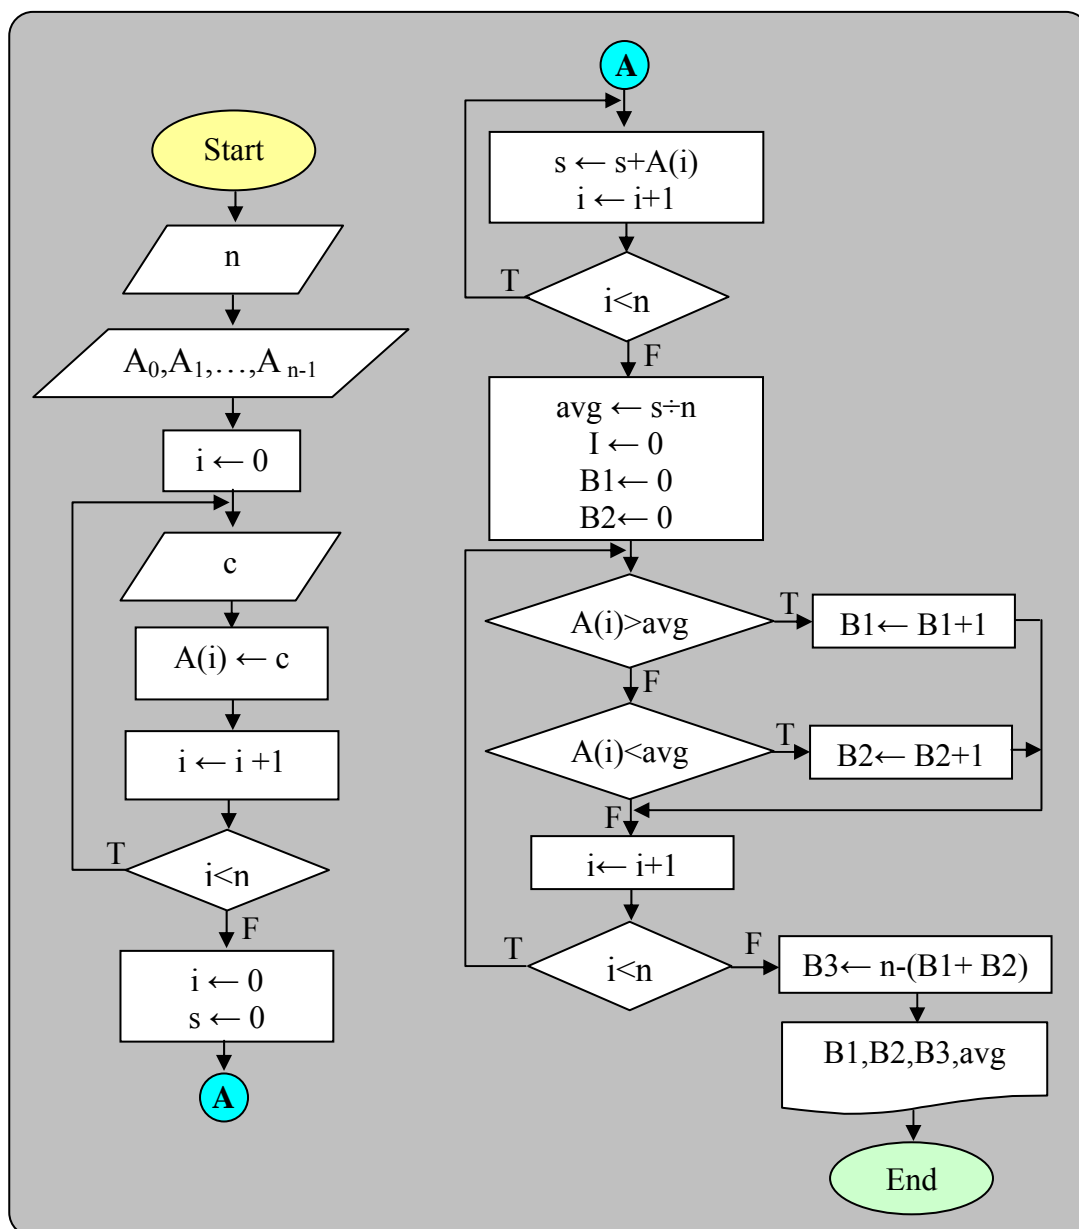 Start
n
A0,A1,…,A n-1
i ← 0
c
A(i) ← c
i ← i +1
T
i<n
F
i ← 0
s ← 0
A
A
s ← s+A(i)
i ← i+1
T
i<n
F
avg ← s÷n
I ← 0
B1← 0
B2← 0
A(i)>avg
T
B1← B1+1
F
A(i)<avg
T
B2← B2+1
F
i← i+1
T
i<n
F
B3← n-(B1+ B2)
B1,B2,B3,avg
End